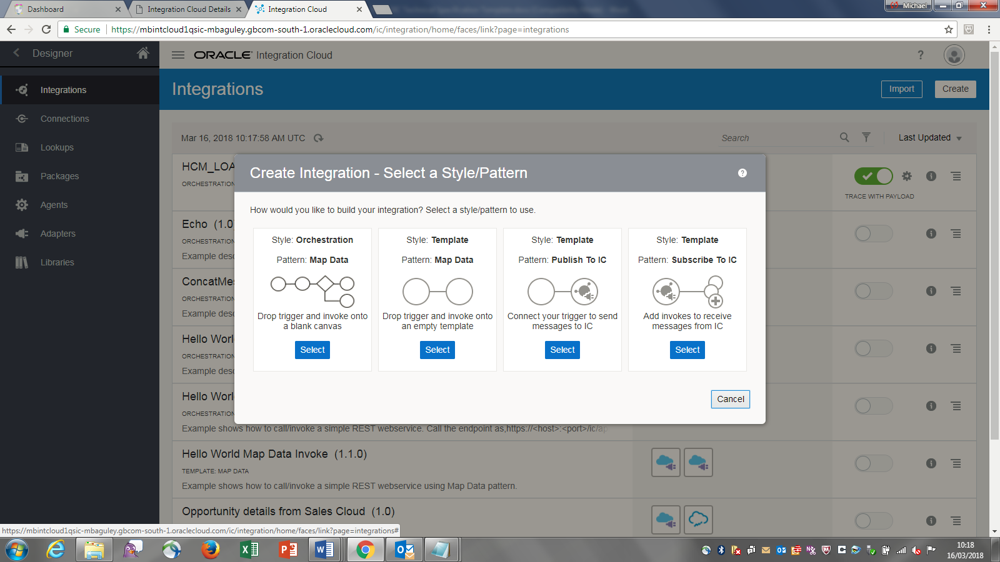 Dashboard
Integration Cloud Details
Integration Cloud
Michael
Secure
https://mbintcloud1qsic-mbaguley.gbcom-south-1.oraclecloud.com/ic/integration/home/faces/link?page=integrations
Designer
ORACLE Integration Cloud
Integrations
Import
Create
Integrations
Connections
Lookups
Packages
Agents
Adapters
Libraries
Mar 16, 2018 10:17:58 AM UTC
Search
Last Updated
HCM_LOA
ORCHESTRATION
TRACE WITH PAYLOAD
Create Integration - Select a Style/Pattern
How would you like to build your integration? Select a style/pattern to use.
Style: Orchestration
Pattern: Map Data
Drop trigger and invoke onto
a blank canvas
Select
Style: Template
Pattern: Map Data
Drop trigger and invoke onto
an empty template
Select
Style: Template
Pattern: Publish To IC
Connect your trigger to send
messages to IC
Select
Style: Template
Pattern: Subscribe To IC
Add invokes to receive
messages from IC
Select
Cancel
Echo (1.0
ORCHESTRATION
Example desc
ConcatMes
ORCHESTRATION
Example desc
Hello Worl
ORCHESTRATION
Example desc
Hello Worl
ORCHESTRATION
Example shows how to call/invoke a simple REST webservice. Call the endpoint as,https://<host>:<port>/ic/ap
Hello World Map Data Invoke (1.1.0)
TEMPLATE: MAP DATA
Example shows how to call/invoke a simple REST webservice using Map Data pattern.
Opportunity details from Sales Cloud (1.0)
https://mbintcloud1qsic-mbaguley.gbcom-south-1.oraclecloud.com/ic/integration/home/faces/link?page=integrations#
10:18
16/03/2018